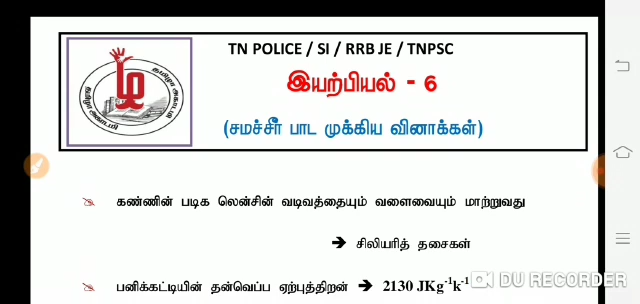 TN POLICE / SI / RRB JE / TNPSC
இயற்பியல் - 6
(சமச்சீர் பாட முக்கிய வினாக்கள்)
கண்ணின் படிக லென்சின் வடிவத்தையும் வளைவையும் மாற்றுவது
➔ சிலியரித் தசைகள்
பனிக்கட்டியின் தன்வெப்ப ஏற்புத்திறன் ➔ 2130 JKg⁻¹k⁻¹
DU RECORDER